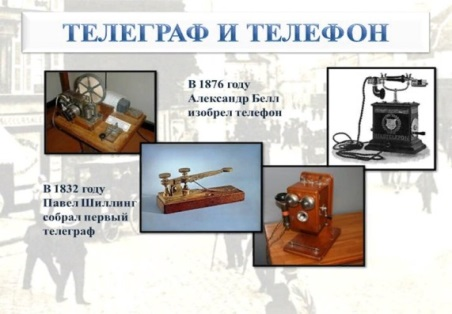 ТЕЛЕГРАФ И ТЕЛЕФОН
В 1876 году
Александр Белл
изобрел телефон
В 1832 году
Павел Шиллинг
собрал первый
телеграф